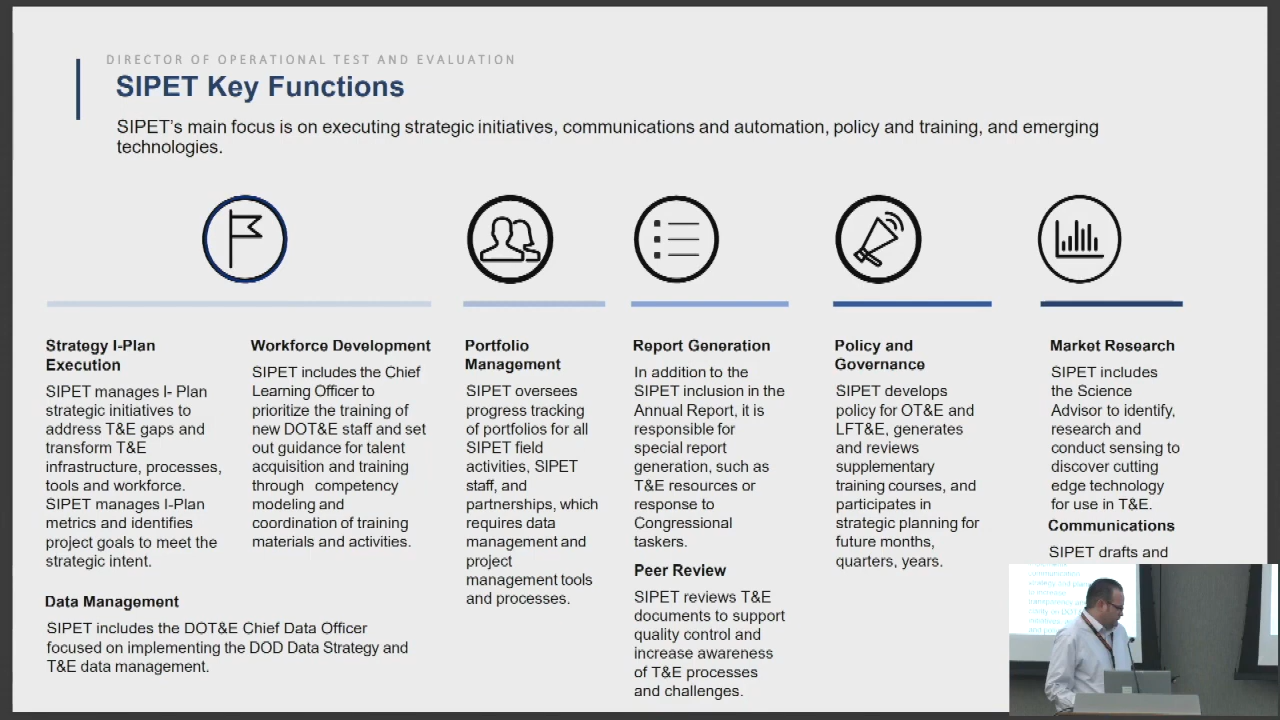 DIRECTOR OF OPERATIONAL TEST AND EVALUATION
SIPET Key Functions
SIPET's main focus is on executing strategic initiatives, communications and automation, policy and training, and emerging
technologies.
Strategy I-Plan
Execution
SIPET manages I- Plan
strategic initiatives to
address T&E gaps and
transform T&E
infrastructure, processes,
tools and workforce.
SIPET manages I-Plan
metrics and identifies
project goals to meet the
strategic intent.
Workforce Development
SIPET includes the Chief
Learning Officer to
prioritize the training of
new DOT&E staff and set
out guidance for talent
acquisition and training
through competency
modeling and
coordination of training
materials and activities.
Data Management
SIPET includes the DOT&E Chief Data Officer
focused on implementing the DOD Data Strategy and
T&E data management.
Portfolio
Management
SIPET oversees
progress tracking
of portfolios for all
SIPET field
activities, SIPET
staff, and
partnerships, which
requires data
management and
project
management tools
and processes.
Report Generation
In addition to the
SIPET inclusion in the
Annual Report, it is
responsible for
special report
generation, such as
T&E resources or
response to
Congressional
taskers.
Peer Review
SIPET reviews T&E
documents to support
quality control and
increase awareness
of T&E processes
and challenges.
Policy and
Governance
SIPET develops
policy for OT&E and
LFT&E, generates
and reviews
supplementary
training courses, and
participates in
strategic planning for
future months,
quarters, years.
Market Research
SIPET includes
the Science
Advisor to identify,
research and
conduct sensing to
discover cutting
edge technology
for use in T&E.
Communications
SIPET drafts and